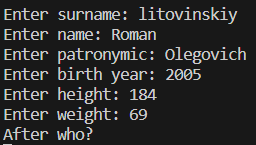 Enter surname: litovinskiy
Enter name: Roman
Enter patronymic: Olegovich
Enter birth year: 2005
Enter height: 184
Enter weight: 69
After who?